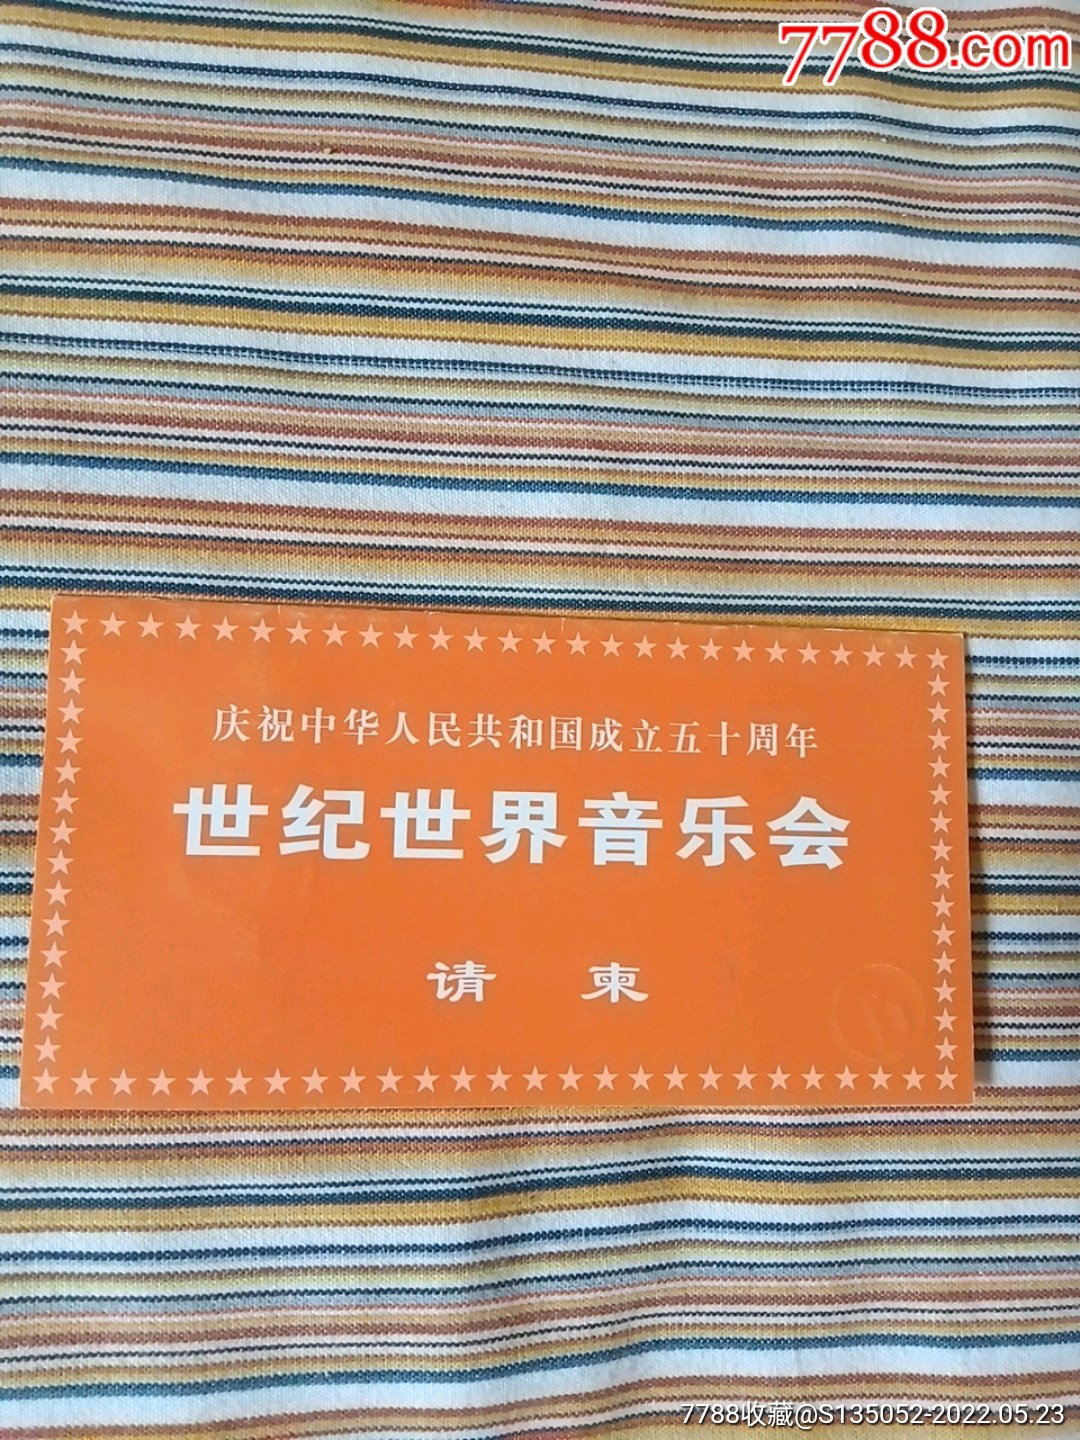 7788.com
庆祝中华人民共和国成立五十周年
世纪世界音乐会
请 柬
7788收藏@S135052-2022.05.23